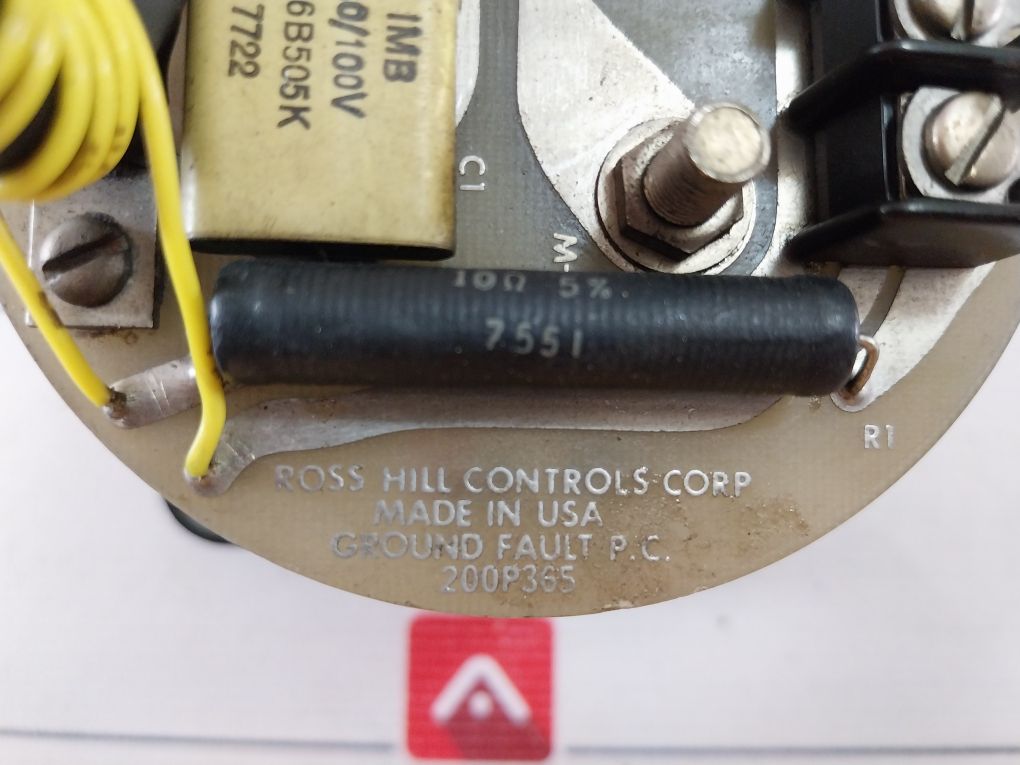 IMB
0/100V
6B505K
7722
C1
M-
10Ω 5%.
7551
R1
ROSS HILL CONTROLS CORP
MADE IN USA
GROUND FAULT P.C.
200P365